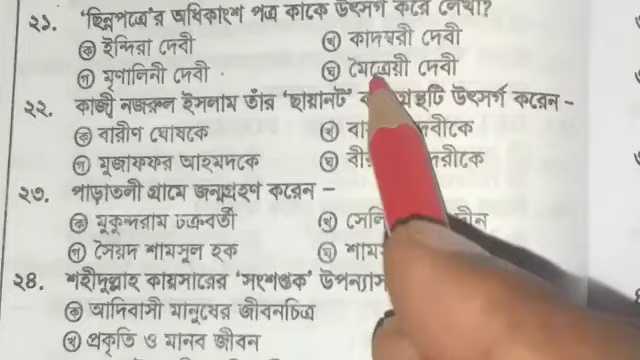 ২১. 'ছিন্নপত্রে'র অধিকাংশ পত্র কাকে উৎসর্গ করে লেখা?
ক ইন্দিরা দেবী খ কাদম্বরী দেবী
গ মৃণালিনী দেবী ঘ মৈত্রেয়ী দেবী
২২. কাজী নজরুল ইসলাম তাঁর 'ছায়ানট' উৎসর্গ করেন –
ক বারীণ ঘোষকে খ
গ মুজাফফর আহমদকে ঘ
২৩. পাড়াতলী গ্রামে জন্মগ্রহণ করেন –
ক মুকুন্দরাম চক্রবর্তী খ
গ সৈয়দ শামসুল হক ঘ
২৪. শহীদুল্লাহ কায়সারের 'সংশপ্তক' উপন্যাস
ক আদিবাসী মানুষের জীবনচিত্র
খ প্রকৃতি ও মানব জীবন